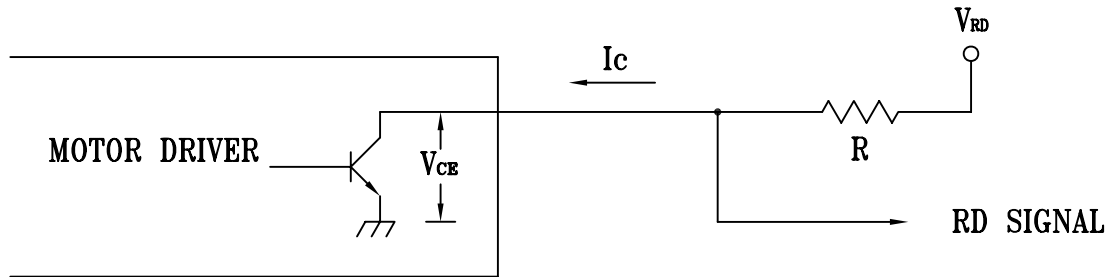 VRD
Ic
MOTOR DRIVER
VCE
R
RD SIGNAL